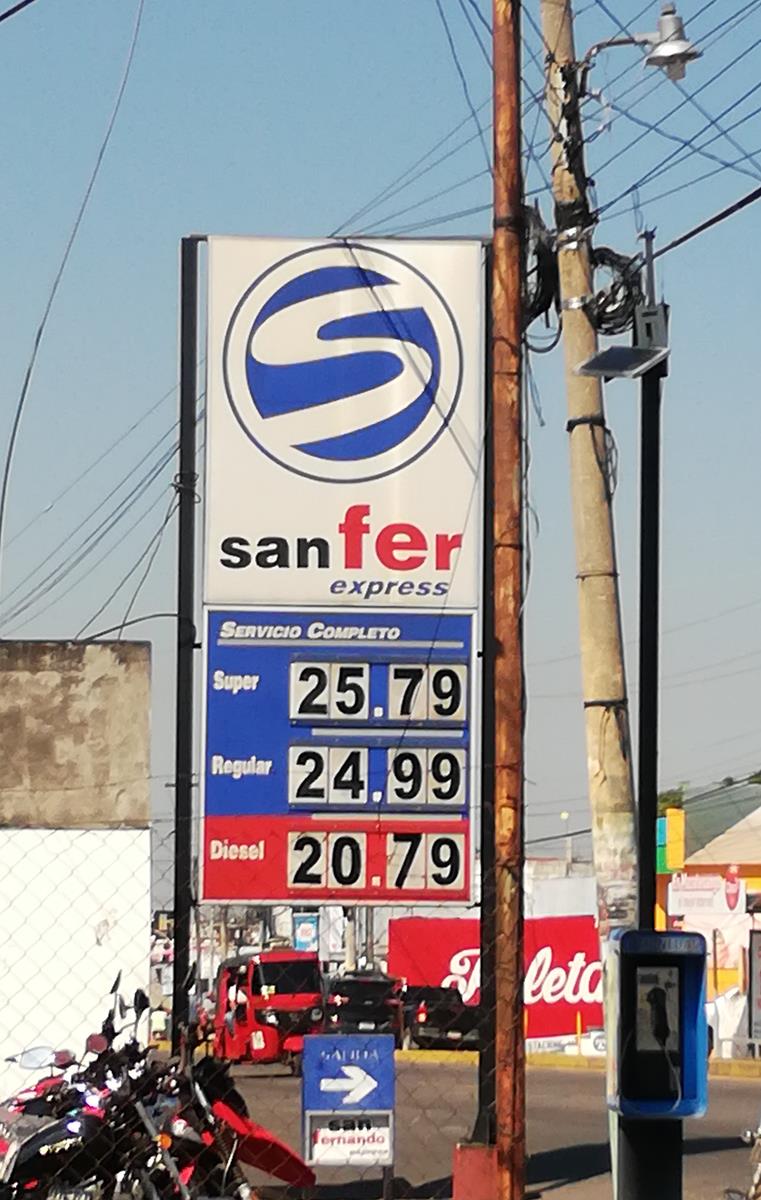 S
sanfer
express
SERVICIO COMPLETO
Super 25.79
Regular 24.99
Diesel 20.79
SALIDA
san
fernando